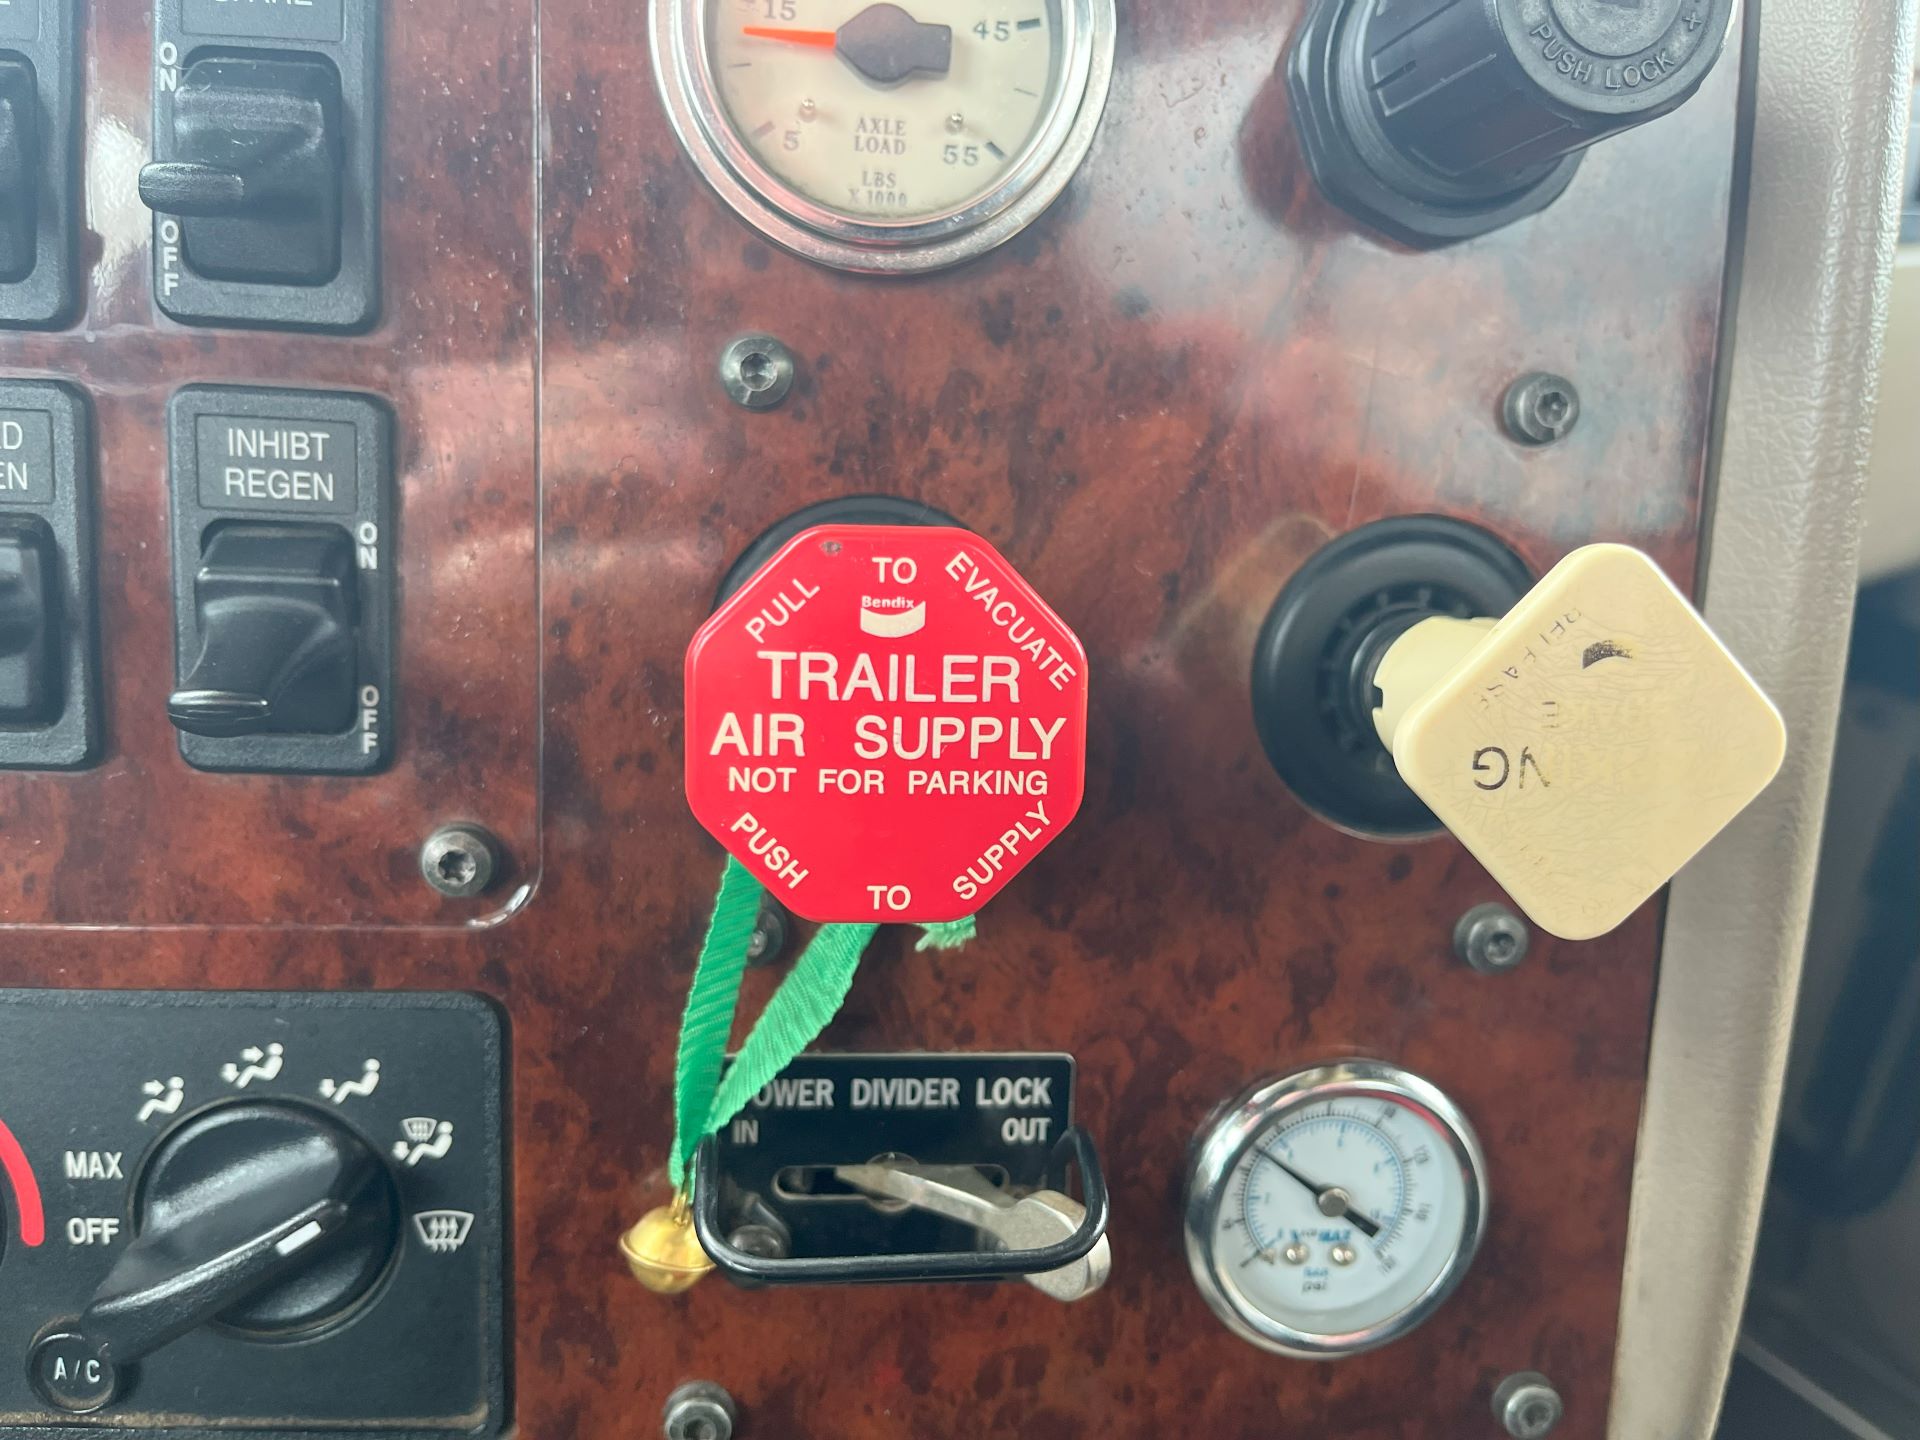 ON
OFF
15
45
5
55
AXLE
LOAD
LBS
X 1000
PUSH LOCK
INHIBT
REGEN
ON
OFF
PULL TO EVACUATE
Bendix
TRAILER
AIR SUPPLY
NOT FOR PARKING
PUSH TO SUPPLY
VG
DIVIDER LOCK
IN OUT
MAX
OFF
A/C